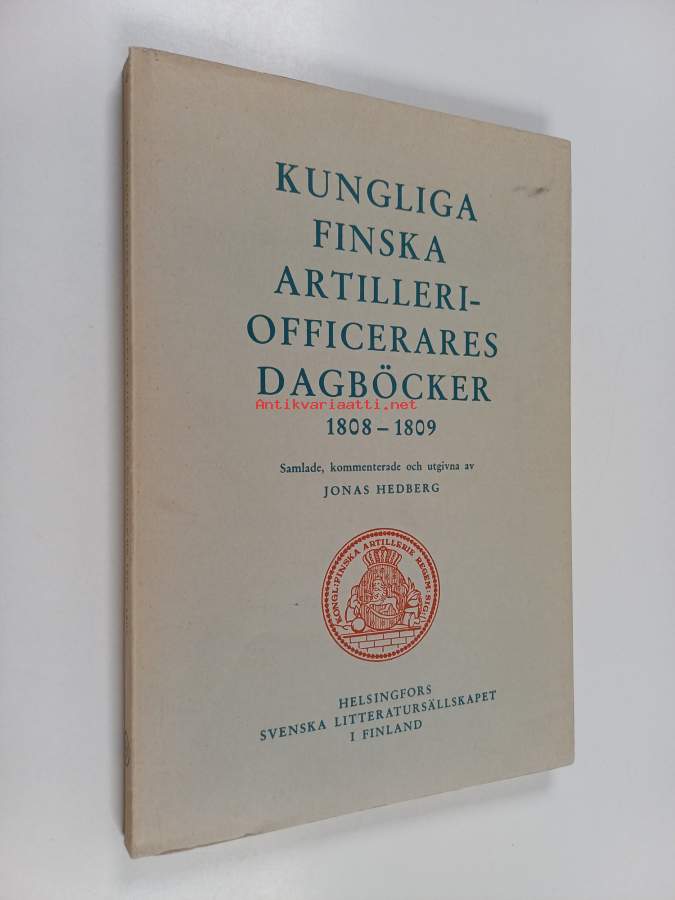 KUNGLIGA
FINSKA
ARTILLERI-
OFFICERARES
DAGBÖCKER
Antikvariaatti.net
1808 – 1809
Samlade, kommenterade och utgivna av
JONAS HEDBERG
KONGL: FINSKA ARTILLERIE REGEM: SIG:
HELSINGFORS
SVENSKA LITTERATURSÄLLSKAPET
I FINLAND